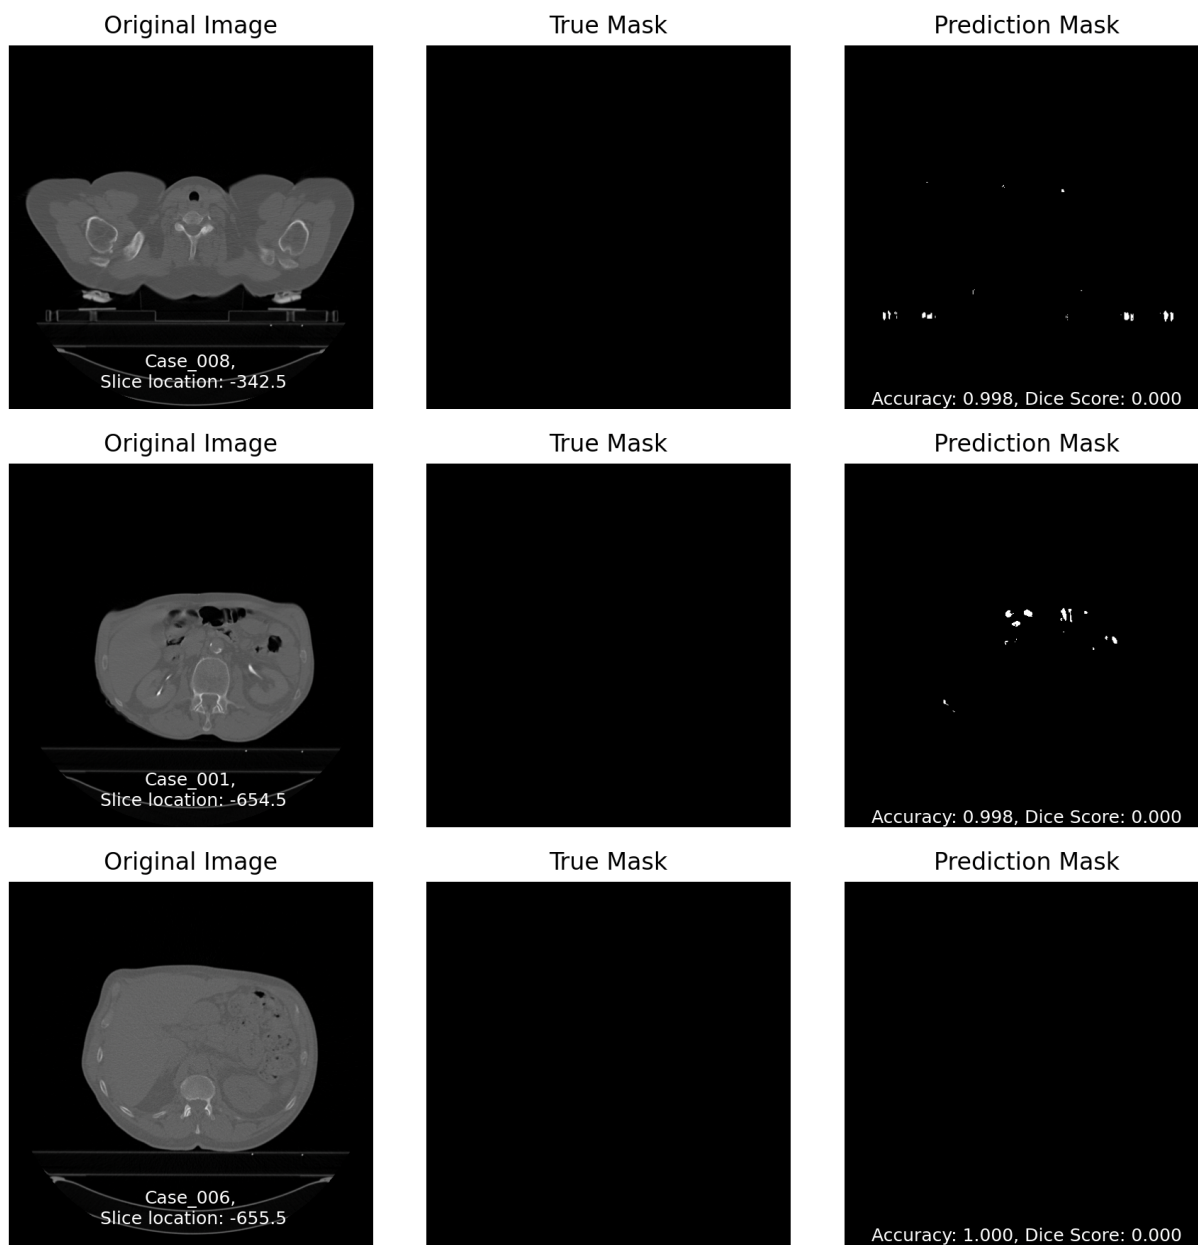 Original Image
True Mask
Prediction Mask
Case_008,
Slice location: -342.5
Accuracy: 0.998, Dice Score: 0.000
Original Image
True Mask
Prediction Mask
Case_001,
Slice location: -654.5
Accuracy: 0.998, Dice Score: 0.000
Original Image
True Mask
Prediction Mask
Case_006,
Slice location: -655.5
Accuracy: 1.000, Dice Score: 0.000